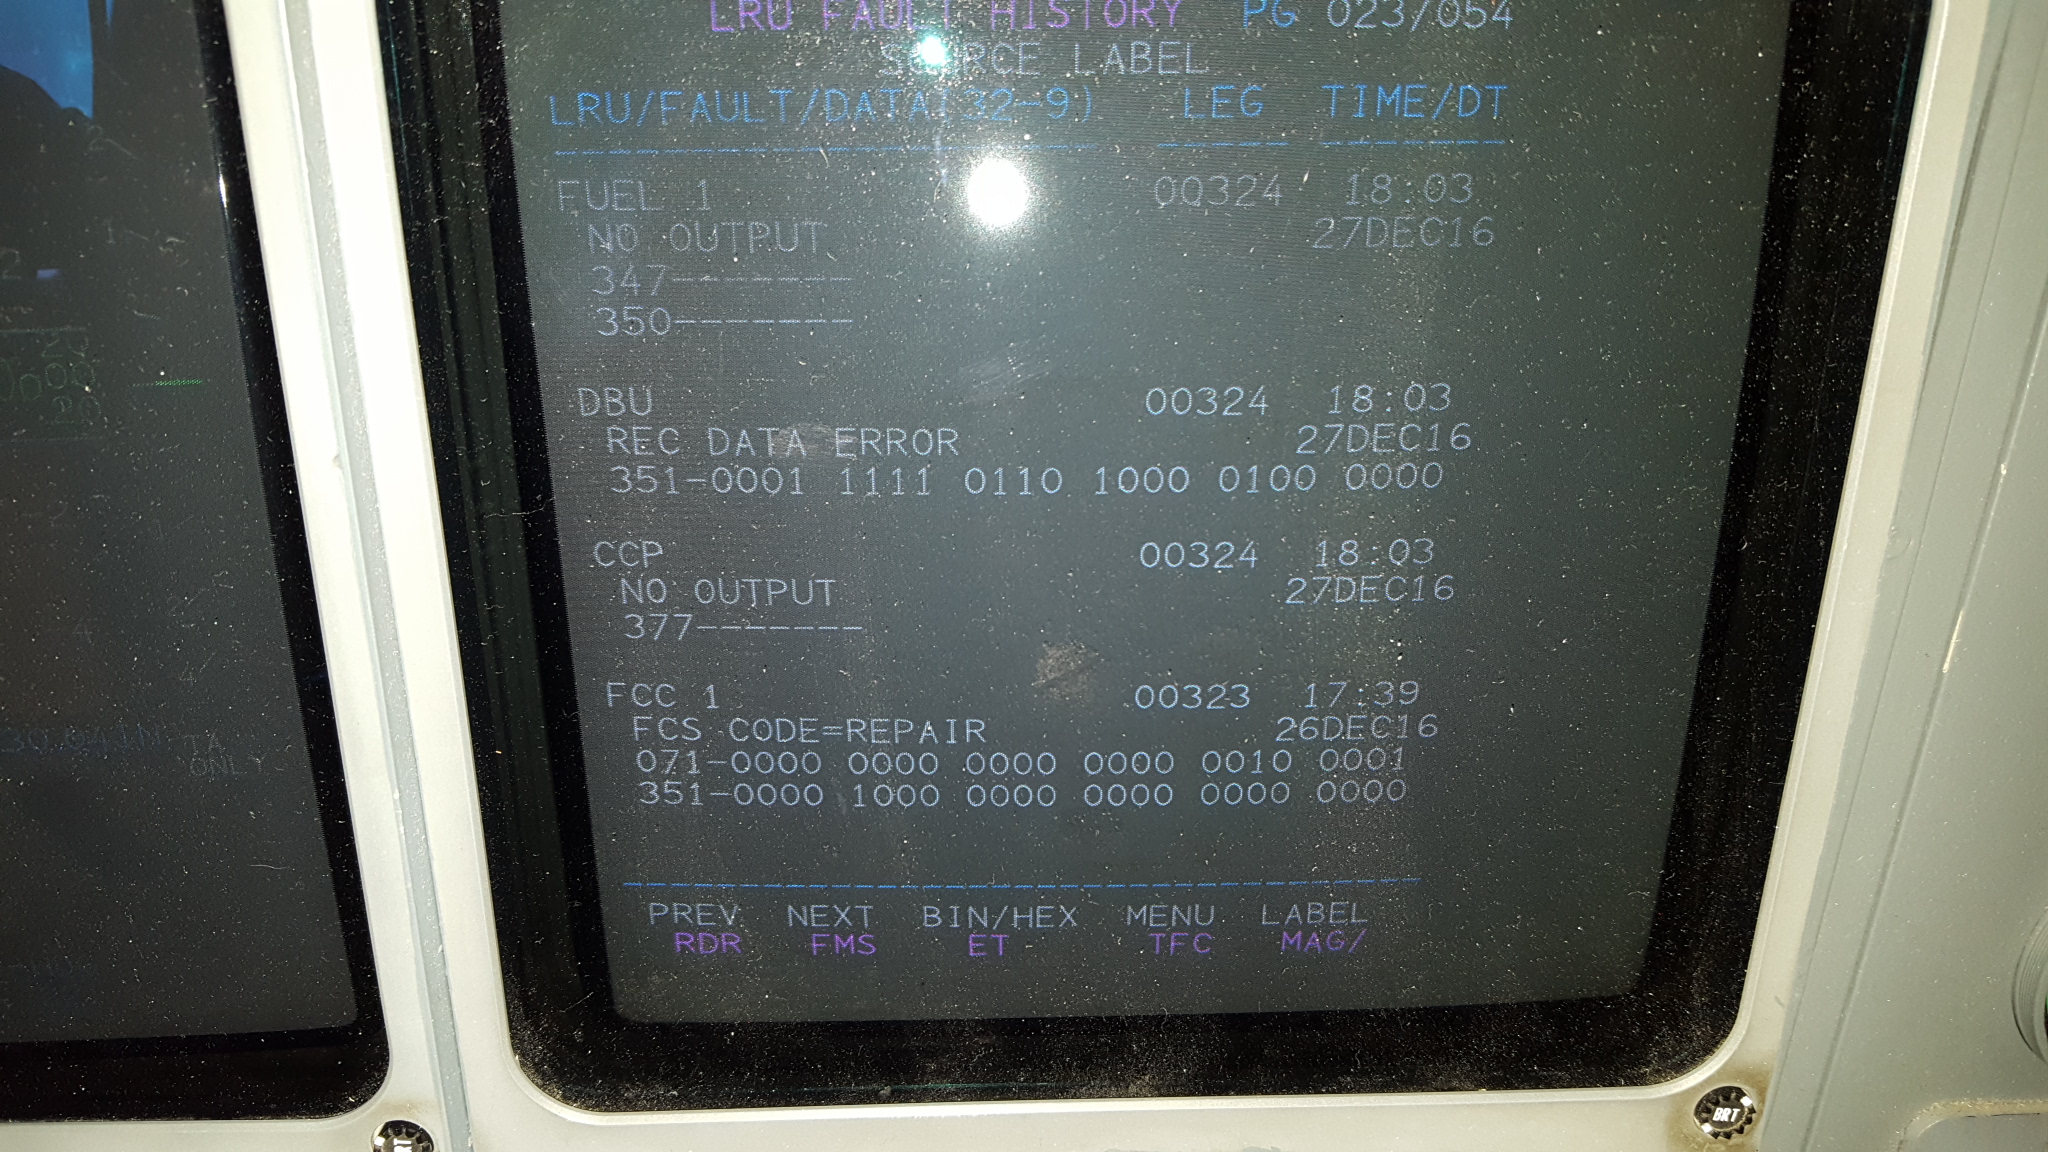 LRU FAULT HISTORY PG 023/054
LABEL
LRU/FAULT/DATA(32-9) LEG TIME/DT
FUEL 1 00324 18:03
NO OUTPUT 27DEC16
347-------
350-------
DBU 00324 18:03
REC DATA ERROR 27DEC16
351-0001 1111 0110 1000 0100 0000
CCP 00324 18:03
NO OUTPUT 27DEC16
377-------
FCC 1 00323 17:39
FCS CODE=REPAIR 26DEC16
071-0000 0000 0000 0000 0010 0001
351-0000 1000 0000 0000 0000 0000
PREV NEXT BIN/HEX MENU LABEL
RDR FMS ET TFC MAG/
TA
ONLY
BRT